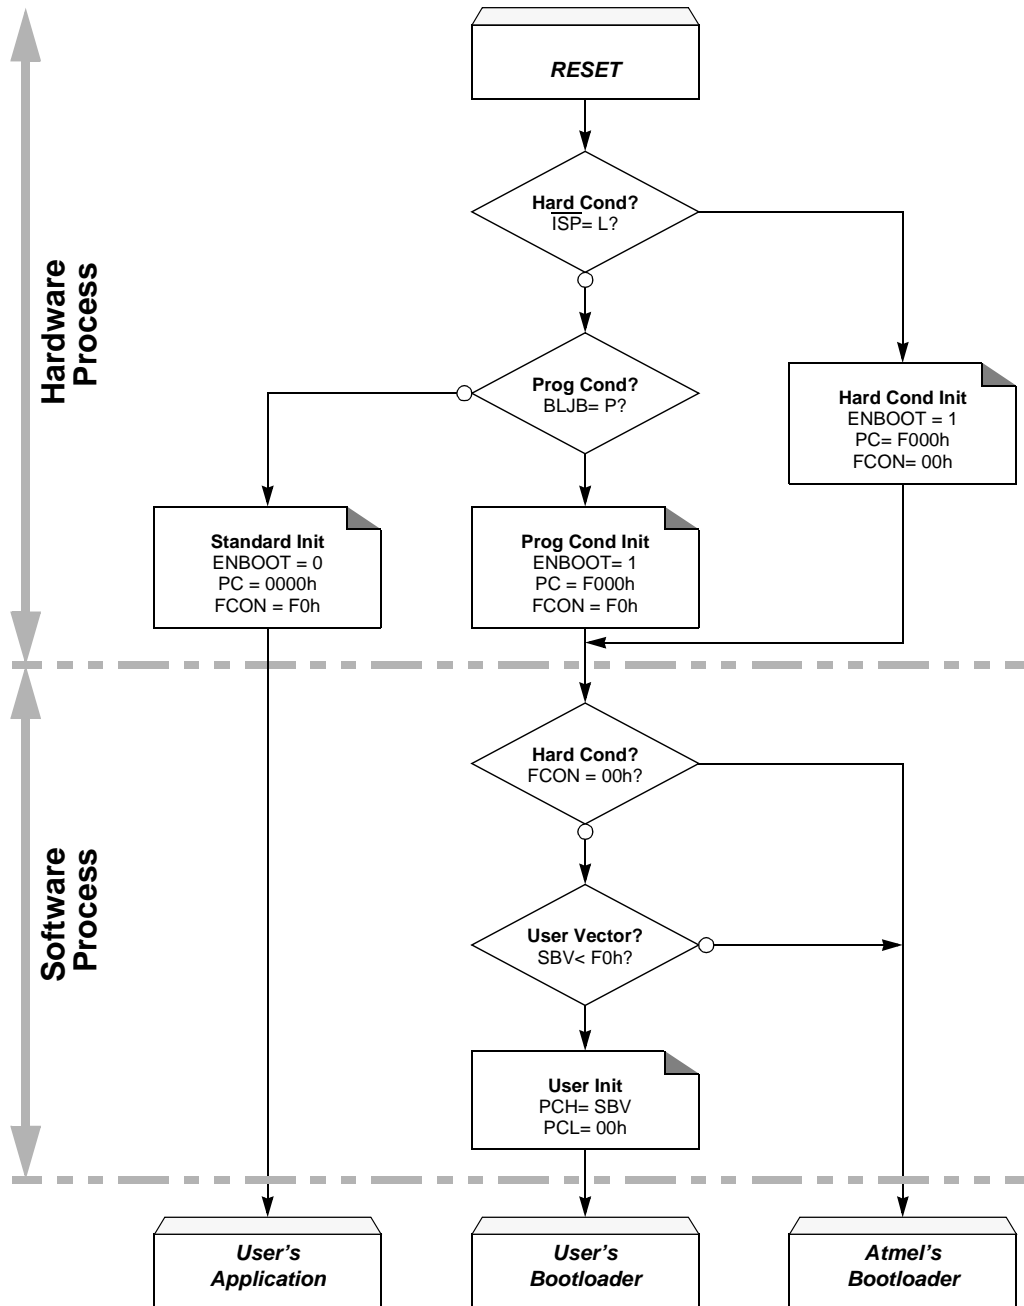 RESET
Hard Cond?
ISP= L?
Hardware
Process
Prog Cond?
BLJB= P?
Hard Cond Init
ENBOOT = 1
PC= F000h
FCON= 00h
Standard Init
ENBOOT = 0
PC = 0000h
FCON = F0h
Prog Cond Init
ENBOOT= 1
PC = F000h
FCON = F0h
Hard Cond?
FCON = 00h?
Software
Process
User Vector?
SBV< F0h?
User Init
PCH= SBV
PCL= 00h
User's
Application
User's
Bootloader
Atmel's
Bootloader